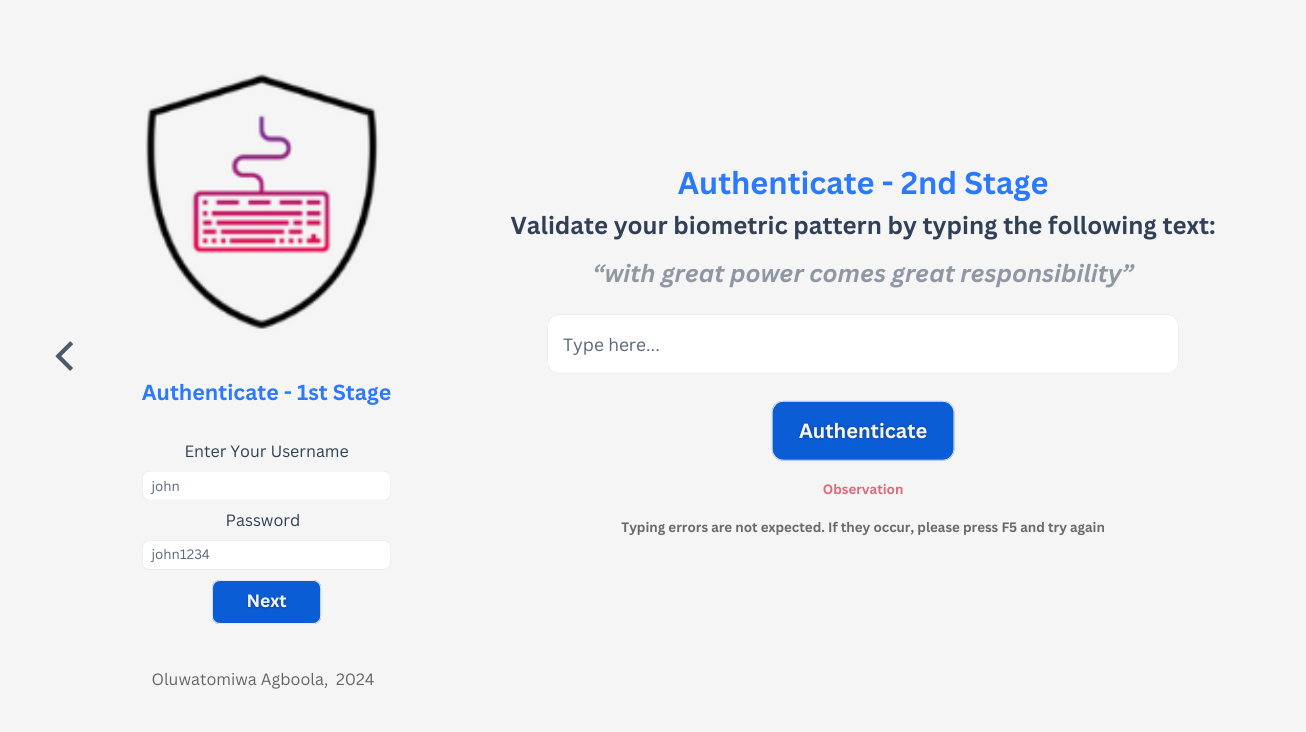 Authenticate - 1st Stage
Enter Your Username
john
Password
john1234
Next
Oluwatomiwa Agboola, 2024
Authenticate - 2nd Stage
Validate your biometric pattern by typing the following text:
“with great power comes great responsibility”
Type here...
Authenticate
Observation
Typing errors are not expected. If they occur, please press F5 and try again